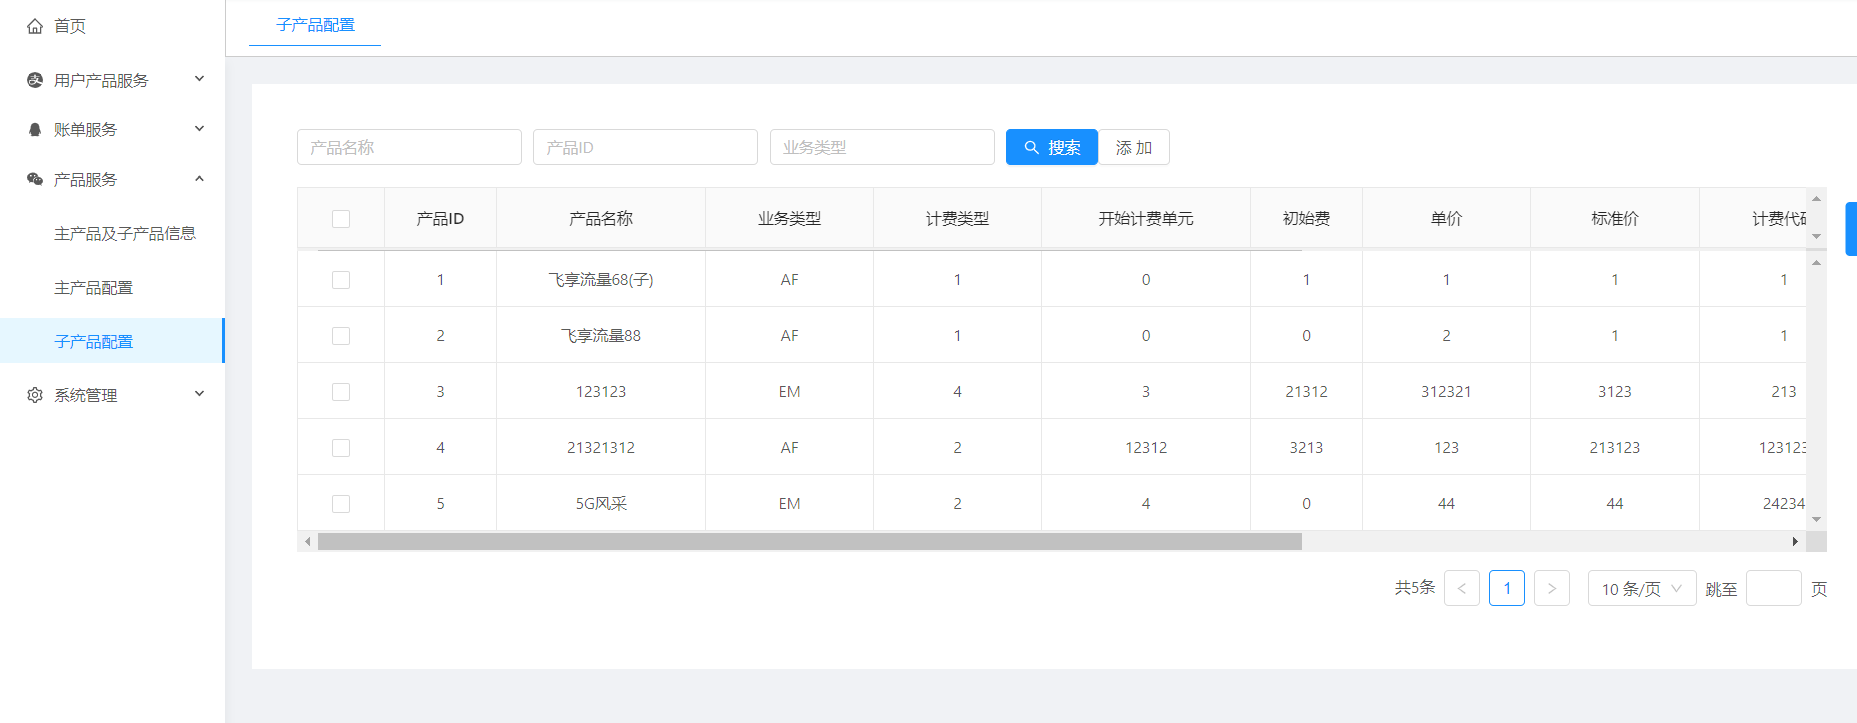 首页
用户产品服务
账单服务
产品服务
主产品及子产品信息
主产品配置
子产品配置
系统管理
子产品配置
产品名称 产品ID 业务类型 搜索 添 加
产品ID 产品名称 业务类型 计费类型 开始计费单元 初始费 单价 标准价 计费代
1 飞享流量68(子) AF 1 0 1 1 1 1
2 飞享流量88 AF 1 0 0 2 1 1
3 123123 EM 4 3 21312 312321 3123 213
4 21321312 AF 2 12312 3213 123 213123 123123
5 5G风采 EM 2 4 0 44 44 24234
共5条 < 1 > 10 条/页 跳至 页